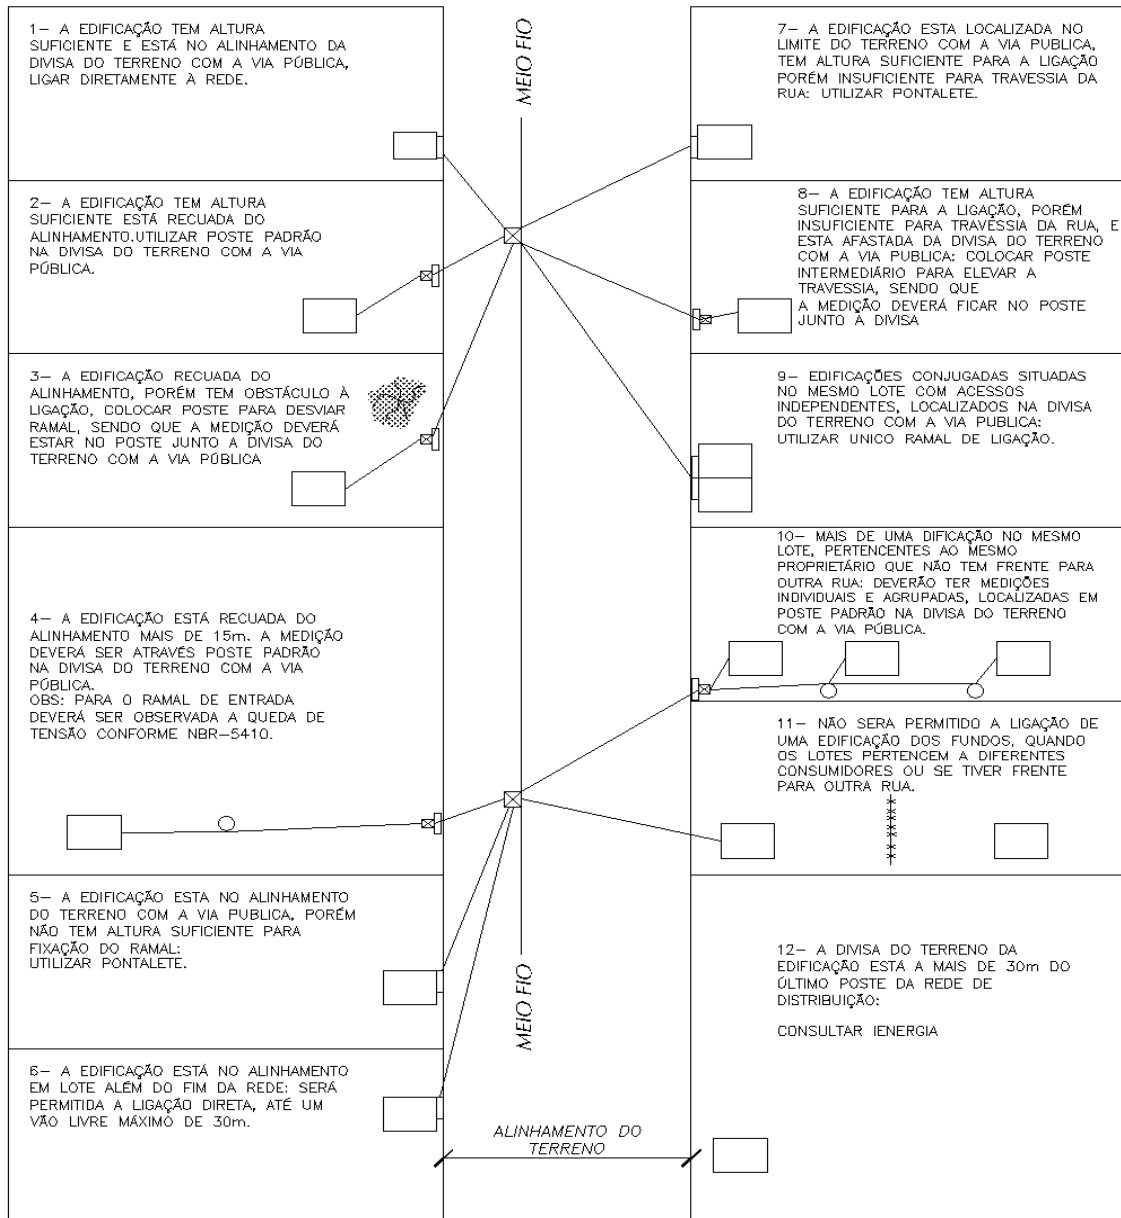 1- A EDIFICAÇÃO TEM ALTURA
SUFICIENTE E ESTÁ NO ALINHAMENTO DA
DIVISA DO TERRENO COM A VIA PÚBLICA,
LIGAR DIRETAMENTE À REDE.
2- A EDIFICAÇÃO TEM ALTURA
SUFICIENTE ESTÁ RECUADA DO
ALINHAMENTO.UTILIZAR POSTE PADRÃO
NA DIVISA DO TERRENO COM A VIA
PÚBLICA.
3- A EDIFICAÇÃO RECUADA DO
ALINHAMENTO, PORÉM TEM OBSTÁCULO À
LIGAÇÃO, COLOCAR POSTE PARA DESVIAR
RAMAL, SENDO QUE A MEDIÇÃO DEVERÁ
ESTAR NO POSTE JUNTO A DIVISA DO
TERRENO COM A VIA PÚBLICA
4- A EDIFICAÇÃO ESTÁ RECUADA DO
ALINHAMENTO MAIS DE 15m. A MEDIÇÃO
DEVERÁ SER ATRAVÉS POSTE PADRÃO
NA DIVISA DO TERRENO COM A VIA
PÚBLICA.
OBS: PARA O RAMAL DE ENTRADA
DEVERÁ SER OBSERVADA A QUEDA DE
TENSÃO CONFORME NBR-5410.
5- A EDIFICAÇÃO ESTA NO ALINHAMENTO
DO TERRENO COM A VIA PUBLICA, PORÉM
NÃO TEM ALTURA SUFICIENTE PARA
FIXAÇÃO DO RAMAL:
UTILIZAR PONTALETE.
6- A EDIFICAÇÃO ESTÁ NO ALINHAMENTO
EM LOTE ALÉM DO FIM DA REDE: SERÁ
PERMITIDA A LIGAÇÃO DIRETA, ATÉ UM
VÃO LIVRE MÁXIMO DE 30m.
MEIO FIO
MEIO FIO
ALINHAMENTO DO
TERRENO
7- A EDIFICAÇÃO ESTA LOCALIZADA NO
LIMITE DO TERRENO COM A VIA PUBLICA,
TEM ALTURA SUFICIENTE PARA A LIGAÇÃO
PORÉM INSUFICIENTE PARA TRAVESSIA DA
RUA: UTILIZAR PONTALETE.
8- A EDIFICAÇÃO TEM ALTURA
SUFICIENTE PARA A LIGAÇÃO, PORÉM
INSUFICIENTE PARA TRAVESSIA DA RUA, E
ESTA AFASTADA DA DIVISA DO TERRENO
COM A VIA PUBLICA: COLOCAR POSTE
INTERMEDIÁRIO PARA ELEVAR A
TRAVESSIA, SENDO QUE
A MEDIÇÃO DEVERÁ FICAR NO POSTE
JUNTO À DIVISA
9- EDIFICAÇÕES CONJUGADAS SITUADAS
NO MESMO LOTE COM ACESSOS
INDEPENDENTES, LOCALIZADOS NA DIVISA
DO TERRENO COM A VIA PUBLICA:
UTILIZAR UNICO RAMAL DE LIGAÇÃO.
10- MAIS DE UMA DIFICAÇÃO NO MESMO
LOTE, PERTENCENTES AO MESMO
PROPRIETÁRIO QUE NÃO TEM FRENTE PARA
OUTRA RUA: DEVERÃO TER MEDIÇÕES
INDIVIDUAIS E AGRUPADAS, LOCALIZADAS EM
POSTE PADRÃO NA DIVISA DO TERRENO
COM A VIA PÚBLICA.
11- NÃO SERA PERMITIDO A LIGAÇÃO DE
UMA EDIFICAÇÃO DOS FUNDOS, QUANDO
OS LOTES PERTENCEM A DIFERENTES
CONSUMIDORES OU SE TIVER FRENTE
PARA OUTRA RUA.
12- A DIVISA DO TERRENO DA
EDIFICAÇÃO ESTÁ A MAIS DE 30m DO
ÚLTIMO POSTE DA REDE DE
DISTRIBUIÇÃO:
CONSULTAR IENERGIA